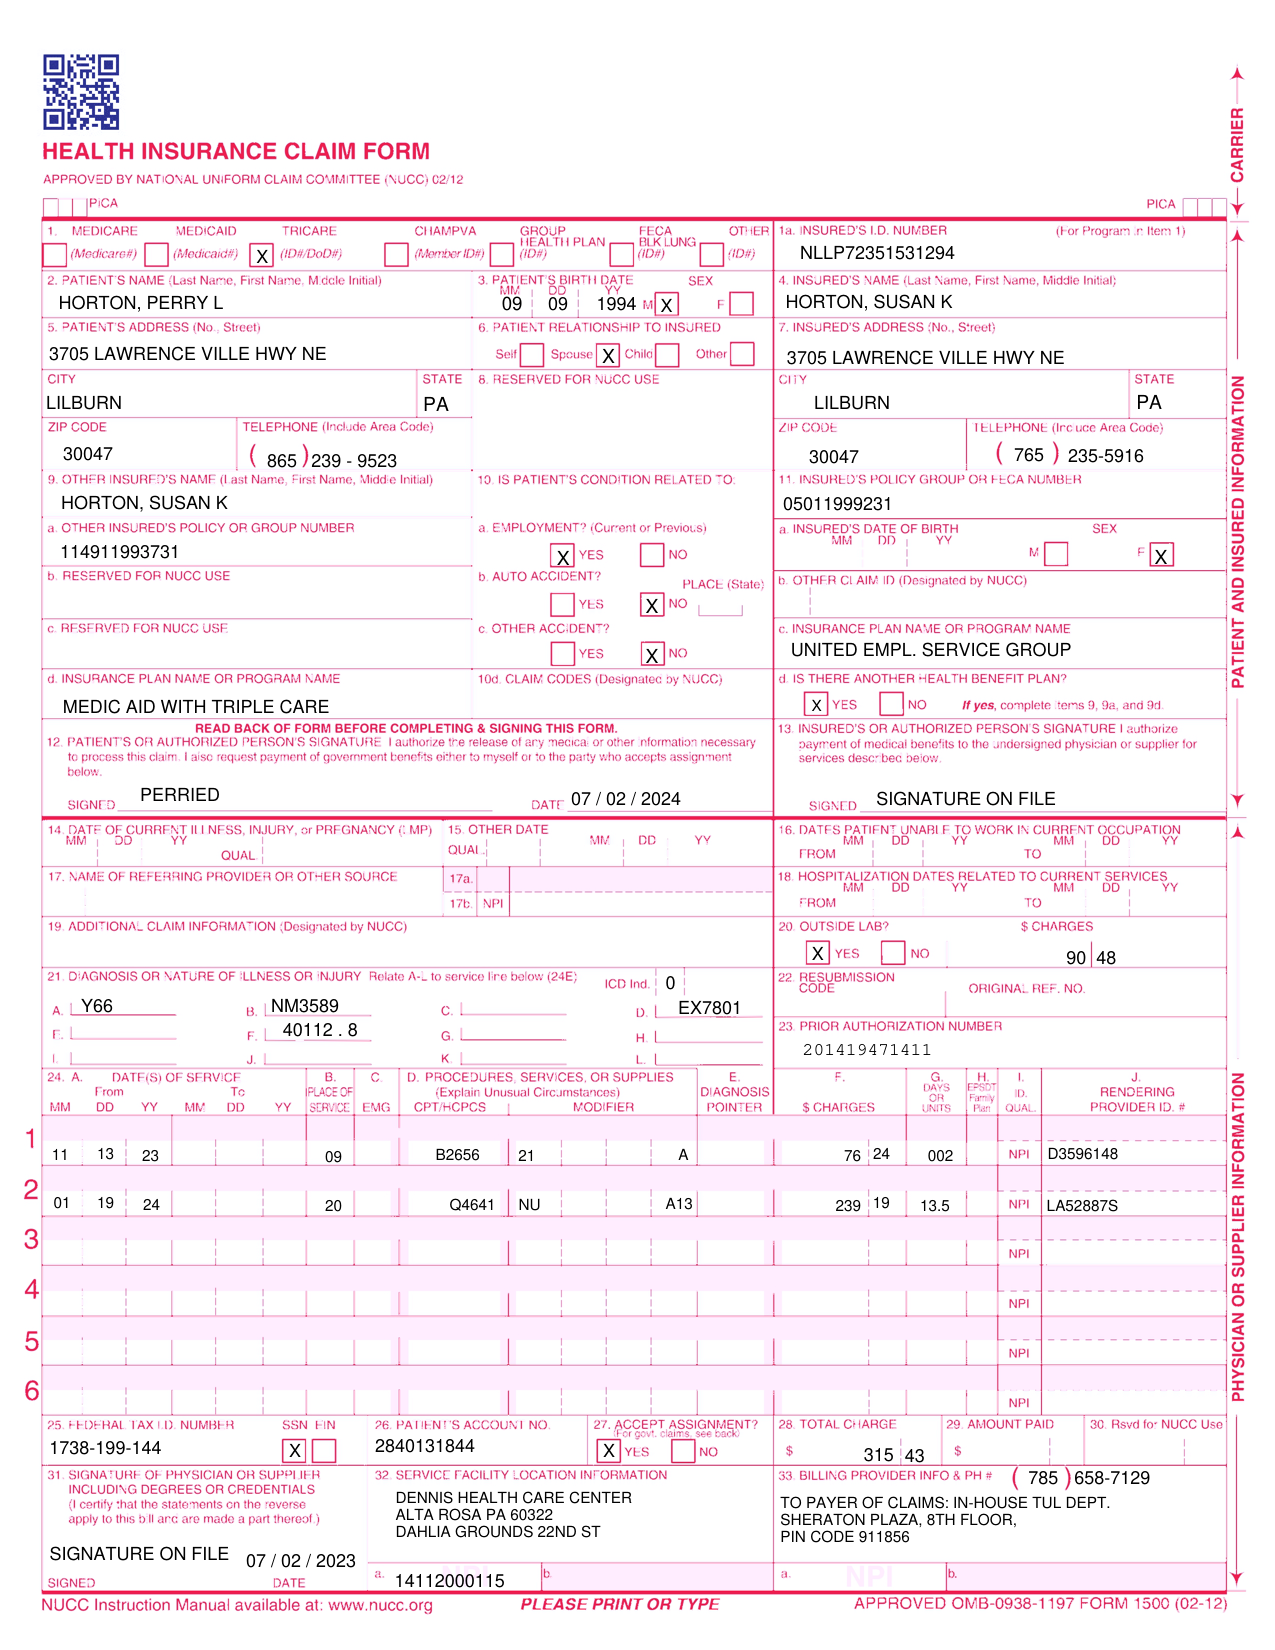 HEALTH INSURANCE CLAIM FORM
APPROVED BY NATIONAL UNIFORM CLAIM COMMITTEE (NUCC) 02/12
PICA
PICA
CARRIER
1. MEDICARE MEDICAID TRICARE CHAMPVA GROUP HEALTH PLAN FECA BLK LUNG OTHER
(Medicare#) (Medicaid#) X (ID#/DoD#) (Member ID#) (ID#) (ID#) (ID#)
1a. INSURED'S I.D. NUMBER (For Program in Item 1)
NLLP72351531294
2. PATIENT'S NAME (Last Name, First Name, Middle Initial)
HORTON, PERRY L
3. PATIENT'S BIRTH DATE SEX
MM DD YY
09 09 1994 M X F
4. INSURED'S NAME (Last Name, First Name, Middle Initial)
HORTON, SUSAN K
5. PATIENT'S ADDRESS (No., Street)
3705 LAWRENCE VILLE HWY NE
6. PATIENT RELATIONSHIP TO INSURED
Self Spouse X Child Other
7. INSURED'S ADDRESS (No., Street)
3705 LAWRENCE VILLE HWY NE
CITY STATE
LILBURN PA
8. RESERVED FOR NUCC USE
CITY STATE
LILBURN PA
ZIP CODE TELEPHONE (Include Area Code)
30047 ( 865 ) 239 - 9523
ZIP CODE TELEPHONE (Include Area Code)
30047 ( 765 ) 235-5916
9. OTHER INSURED'S NAME (Last Name, First Name, Middle Initial)
HORTON, SUSAN K
10. IS PATIENT'S CONDITION RELATED TO:
11. INSURED'S POLICY GROUP OR FECA NUMBER
05011999231
a. OTHER INSURED'S POLICY OR GROUP NUMBER
114911993731
a. EMPLOYMENT? (Current or Previous)
X YES NO
a. INSURED'S DATE OF BIRTH SEX
MM DD YY
M F X
b. RESERVED FOR NUCC USE
b. AUTO ACCIDENT? PLACE (State)
YES X NO
b. OTHER CLAIM ID (Designated by NUCC)
c. RESERVED FOR NUCC USE
c. OTHER ACCIDENT?
YES X NO
c. INSURANCE PLAN NAME OR PROGRAM NAME
UNITED EMPL. SERVICE GROUP
d. INSURANCE PLAN NAME OR PROGRAM NAME
MEDIC AID WITH TRIPLE CARE
10d. CLAIM CODES (Designated by NUCC)
d. IS THERE ANOTHER HEALTH BENEFIT PLAN?
X YES NO If yes, complete items 9, 9a, and 9d.
READ BACK OF FORM BEFORE COMPLETING & SIGNING THIS FORM.
12. PATIENT'S OR AUTHORIZED PERSON'S SIGNATURE I authorize the release of any medical or other information necessary
to process this claim. I also request payment of government benefits either to myself or to the party who accepts assignment
below.
SIGNED PERRIED DATE 07 / 02 / 2024
13. INSURED'S OR AUTHORIZED PERSON'S SIGNATURE I authorize
payment of medical benefits to the undersigned physician or supplier for
services described below.
SIGNED SIGNATURE ON FILE
PATIENT AND INSURED INFORMATION
14. DATE OF CURRENT ILLNESS, INJURY, or PREGNANCY (LMP)
MM DD YY
QUAL.
15. OTHER DATE
QUAL. MM DD YY
16. DATES PATIENT UNABLE TO WORK IN CURRENT OCCUPATION
MM DD YY MM DD YY
FROM TO
17. NAME OF REFERRING PROVIDER OR OTHER SOURCE
17a.
17b. NPI
18. HOSPITALIZATION DATES RELATED TO CURRENT SERVICES
MM DD YY MM DD YY
FROM TO
19. ADDITIONAL CLAIM INFORMATION (Designated by NUCC)
20. OUTSIDE LAB? $ CHARGES
X YES NO 90 48
21. DIAGNOSIS OR NATURE OF ILLNESS OR INJURY Relate A-L to service line below (24E) ICD Ind. 0
A. Y66 B. NM3589 C. D. EX7801
E. F. 40112 . 8 G. H.
I. J. K. L.
22. RESUBMISSION CODE ORIGINAL REF. NO.
23. PRIOR AUTHORIZATION NUMBER
201419471411
24. A. DATE(S) OF SERVICE B. C. D. PROCEDURES, SERVICES, OR SUPPLIES E. F. G. H. I. J.
From To PLACE OF (Explain Unusual Circumstances) DIAGNOSIS DAYS OR EPSDT Family ID. RENDERING
MM DD YY MM DD YY SERVICE EMG CPT/HCPCS MODIFIER POINTER $ CHARGES UNITS Plan QUAL. PROVIDER ID. #
1
11 13 23 09 B2656 21 A 76 24 002 NPI D3596148
2
01 19 24 20 Q4641 NU A13 239 19 13.5 NPI LA52887S
3
NPI
4
NPI
5
NPI
6
NPI
PHYSICIAN OR SUPPLIER INFORMATION
25. FEDERAL TAX I.D. NUMBER SSN EIN
1738-199-144 X
26. PATIENT'S ACCOUNT NO.
2840131844
27. ACCEPT ASSIGNMENT?
(For govt. claims, see back)
X YES NO
28. TOTAL CHARGE
$ 315 43
29. AMOUNT PAID
$
30. Rsvd for NUCC Use
31. SIGNATURE OF PHYSICIAN OR SUPPLIER
INCLUDING DEGREES OR CREDENTIALS
(I certify that the statements on the reverse
apply to this bill and are made a part thereof.)
SIGNATURE ON FILE 07 / 02 / 2023
SIGNED DATE
32. SERVICE FACILITY LOCATION INFORMATION
DENNIS HEALTH CARE CENTER
ALTA ROSA PA 60322
DAHLIA GROUNDS 22ND ST
a. NPI 14112000115 b.
33. BILLING PROVIDER INFO & PH # ( 785 ) 658-7129
TO PAYER OF CLAIMS: IN-HOUSE TUL DEPT.
SHERATON PLAZA, 8TH FLOOR,
PIN CODE 911856
a. NPI b.
NUCC Instruction Manual available at: www.nucc.org
PLEASE PRINT OR TYPE
APPROVED OMB-0938-1197 FORM 1500 (02-12)